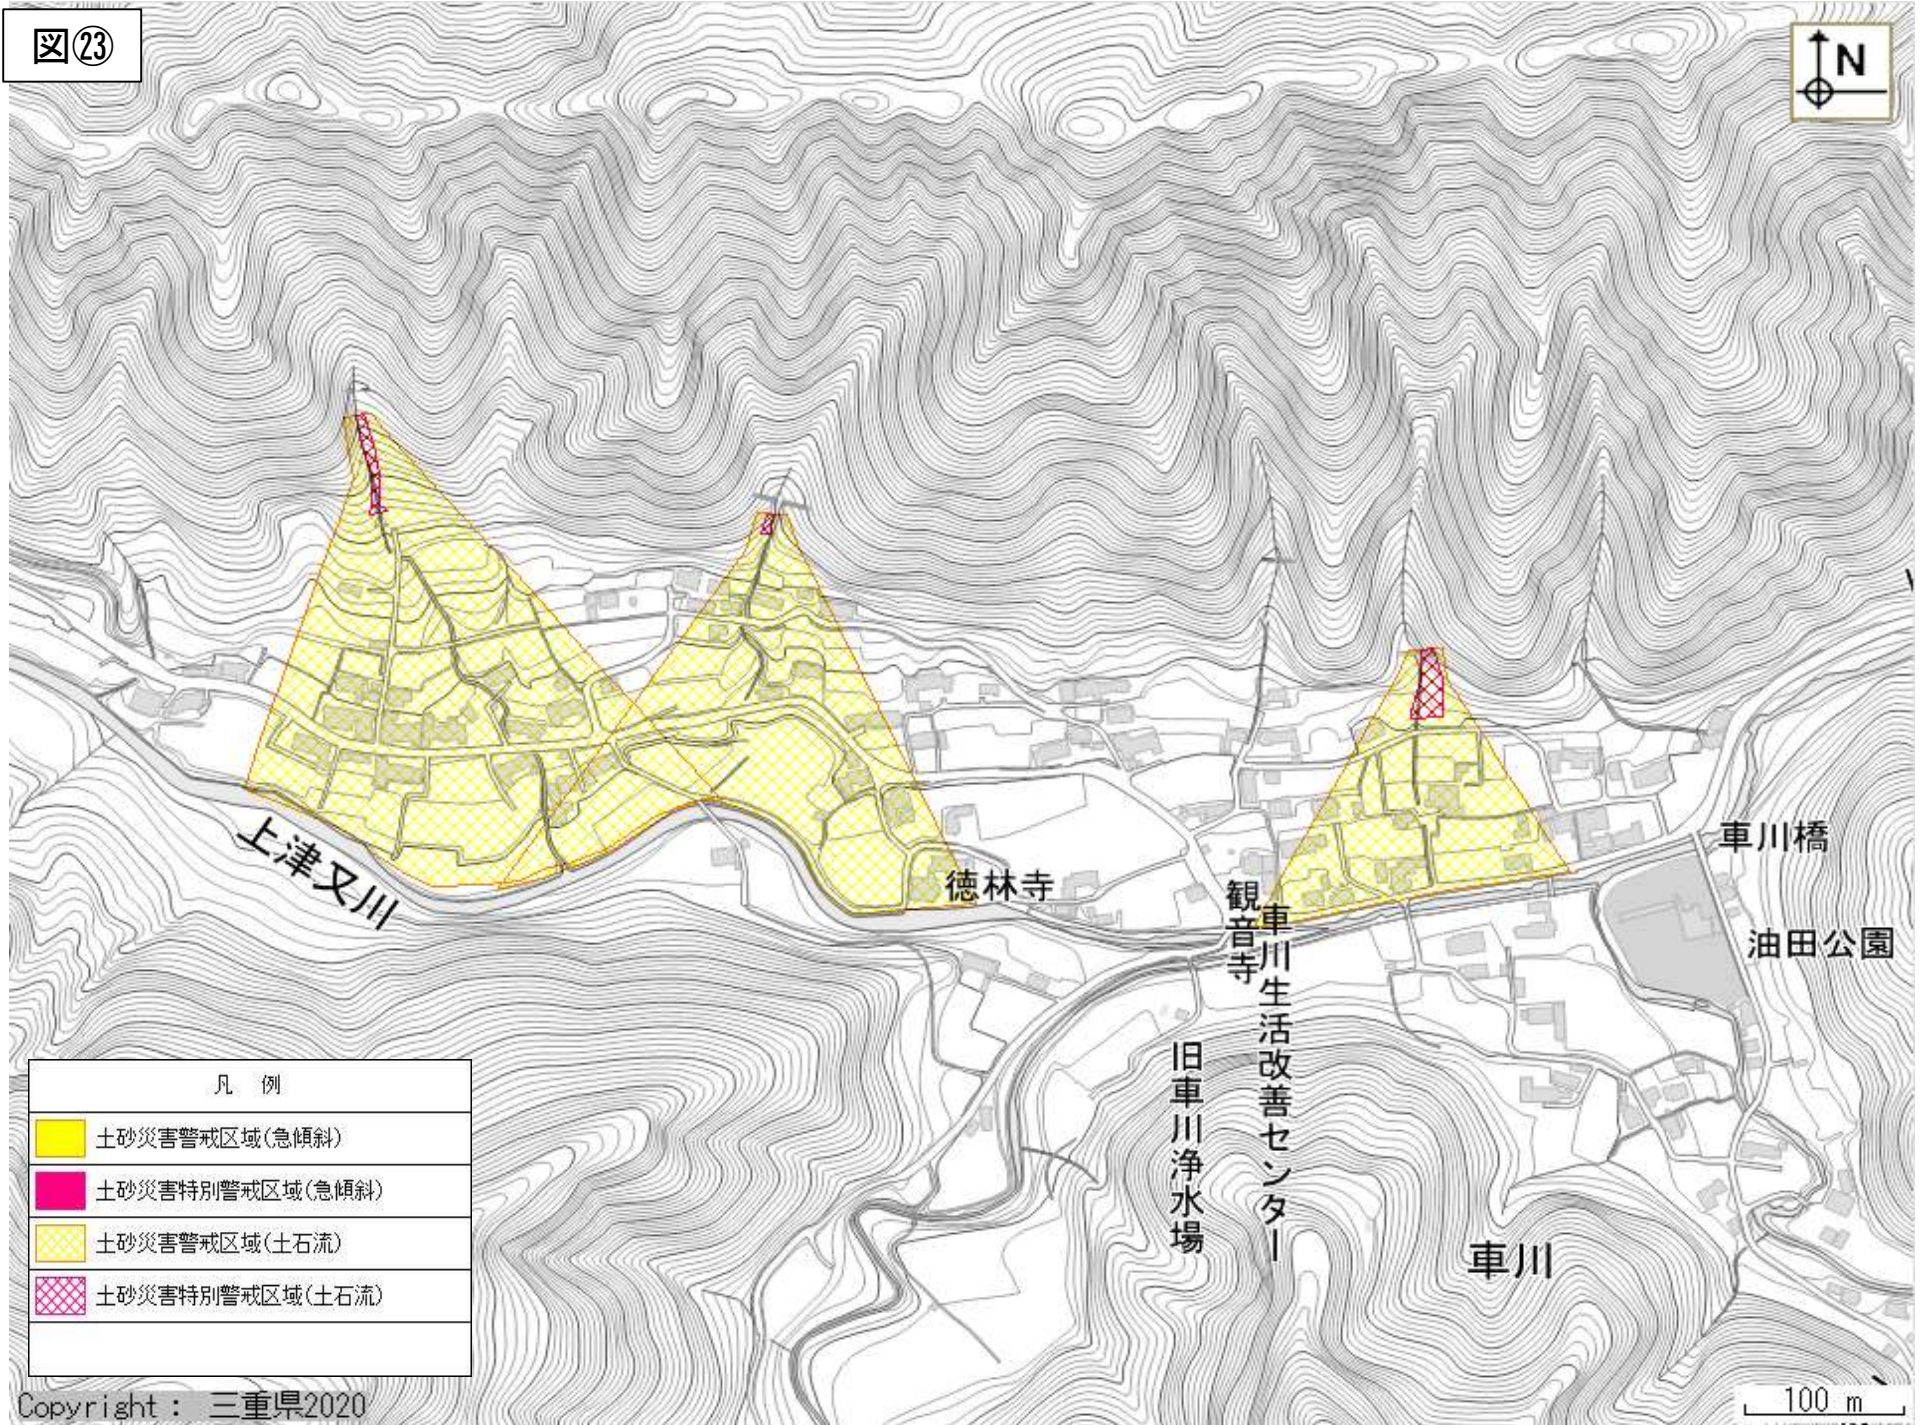 図㉓
N
上津又川
徳林寺
観音寺
車川生活改善センター
旧車川浄水場
車川橋
油田公園
車川
凡 例
土砂災害警戒区域(急傾斜)
土砂災害特別警戒区域(急傾斜)
土砂災害警戒区域(土石流)
土砂災害特別警戒区域(土石流)
Copyright : 三重県2020
100 m